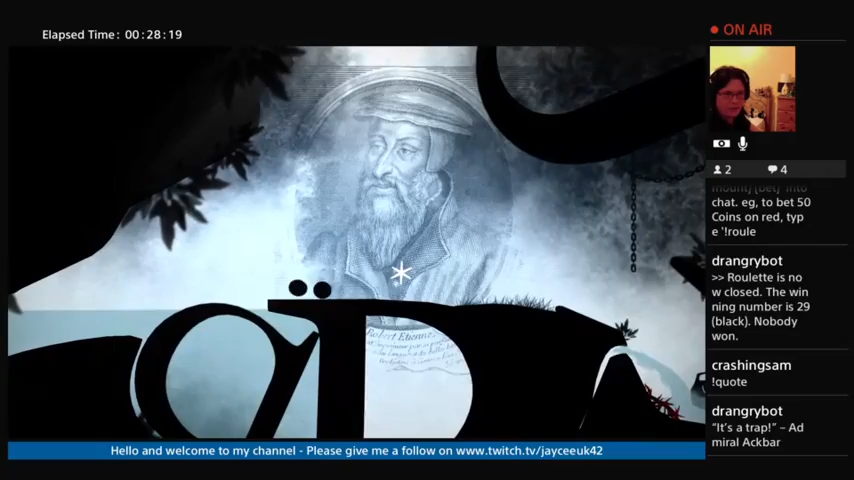 Elapsed Time: 00:28:19
ON AIR
2
4
mount] [bet]' into
chat. eg, to bet 50
Coins on red, typ
e '!roule
drangrybot
>> Roulette is no
w closed. The win
ning number is 29
(black). Nobody
won.
crashingsam
!quote
drangrybot
"It's a trap!" – Ad
miral Ackbar
Robert Etienne,
Hello and welcome to my channel - Please give me a follow on www.twitch.tv/jayceeuk42